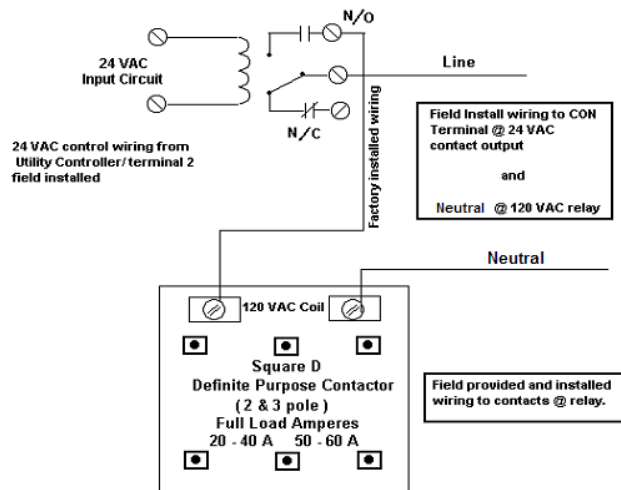 N/O
24 VAC
Input Circuit
Line
N/C
Factory installed wiring
24 VAC control wiring from
Utility Controller/ terminal 2
field installed
Field Install wiring to CON
Terminal @ 24 VAC
contact output
and
Neutral @ 120 VAC relay
Neutral
120 VAC Coil
Square D
Definite Purpose Contactor
( 2 & 3 pole )
Full Load Amperes
20 - 40 A 50 - 60 A
Field provided and installed
wiring to contacts @ relay.